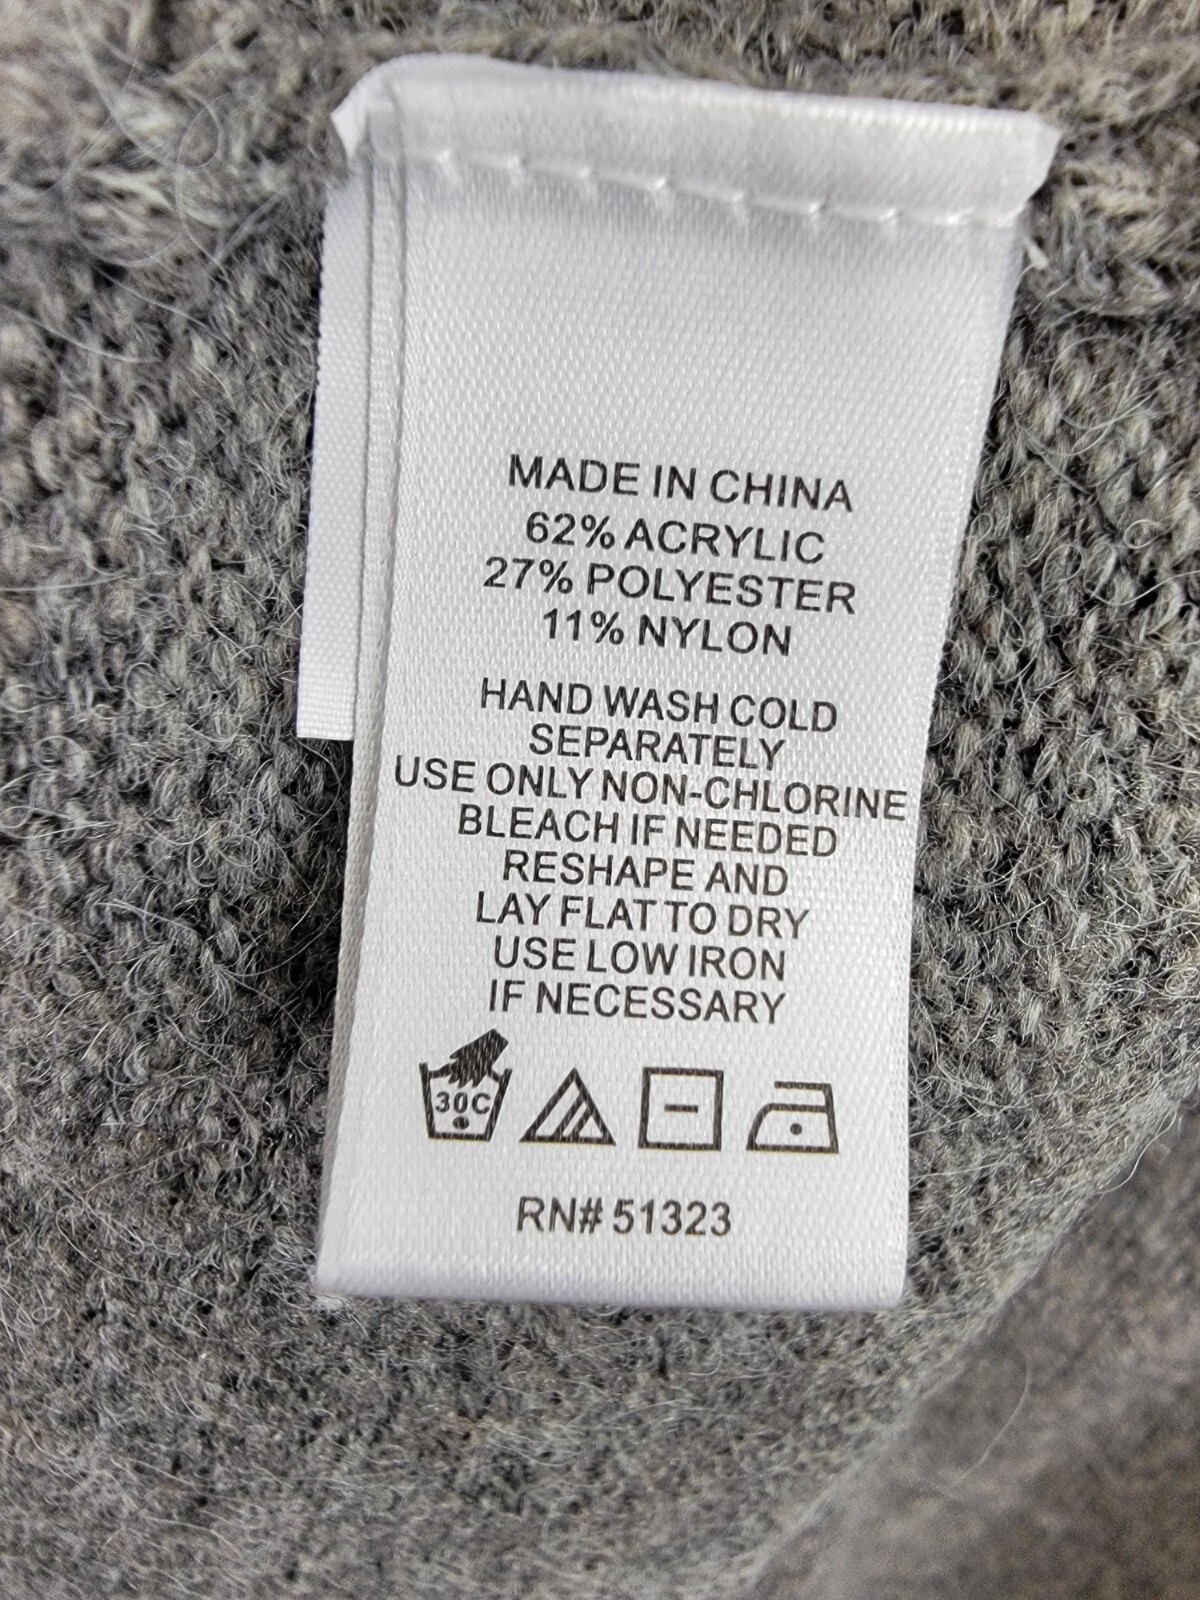 MADE IN CHINA
62% ACRYLIC
27% POLYESTER
11% NYLON
HAND WASH COLD
SEPARATELY
USE ONLY NON-CHLORINE
BLEACH IF NEEDED
RESHAPE AND
LAY FLAT TO DRY
USE LOW IRON
IF NECESSARY
30C
RN# 51323